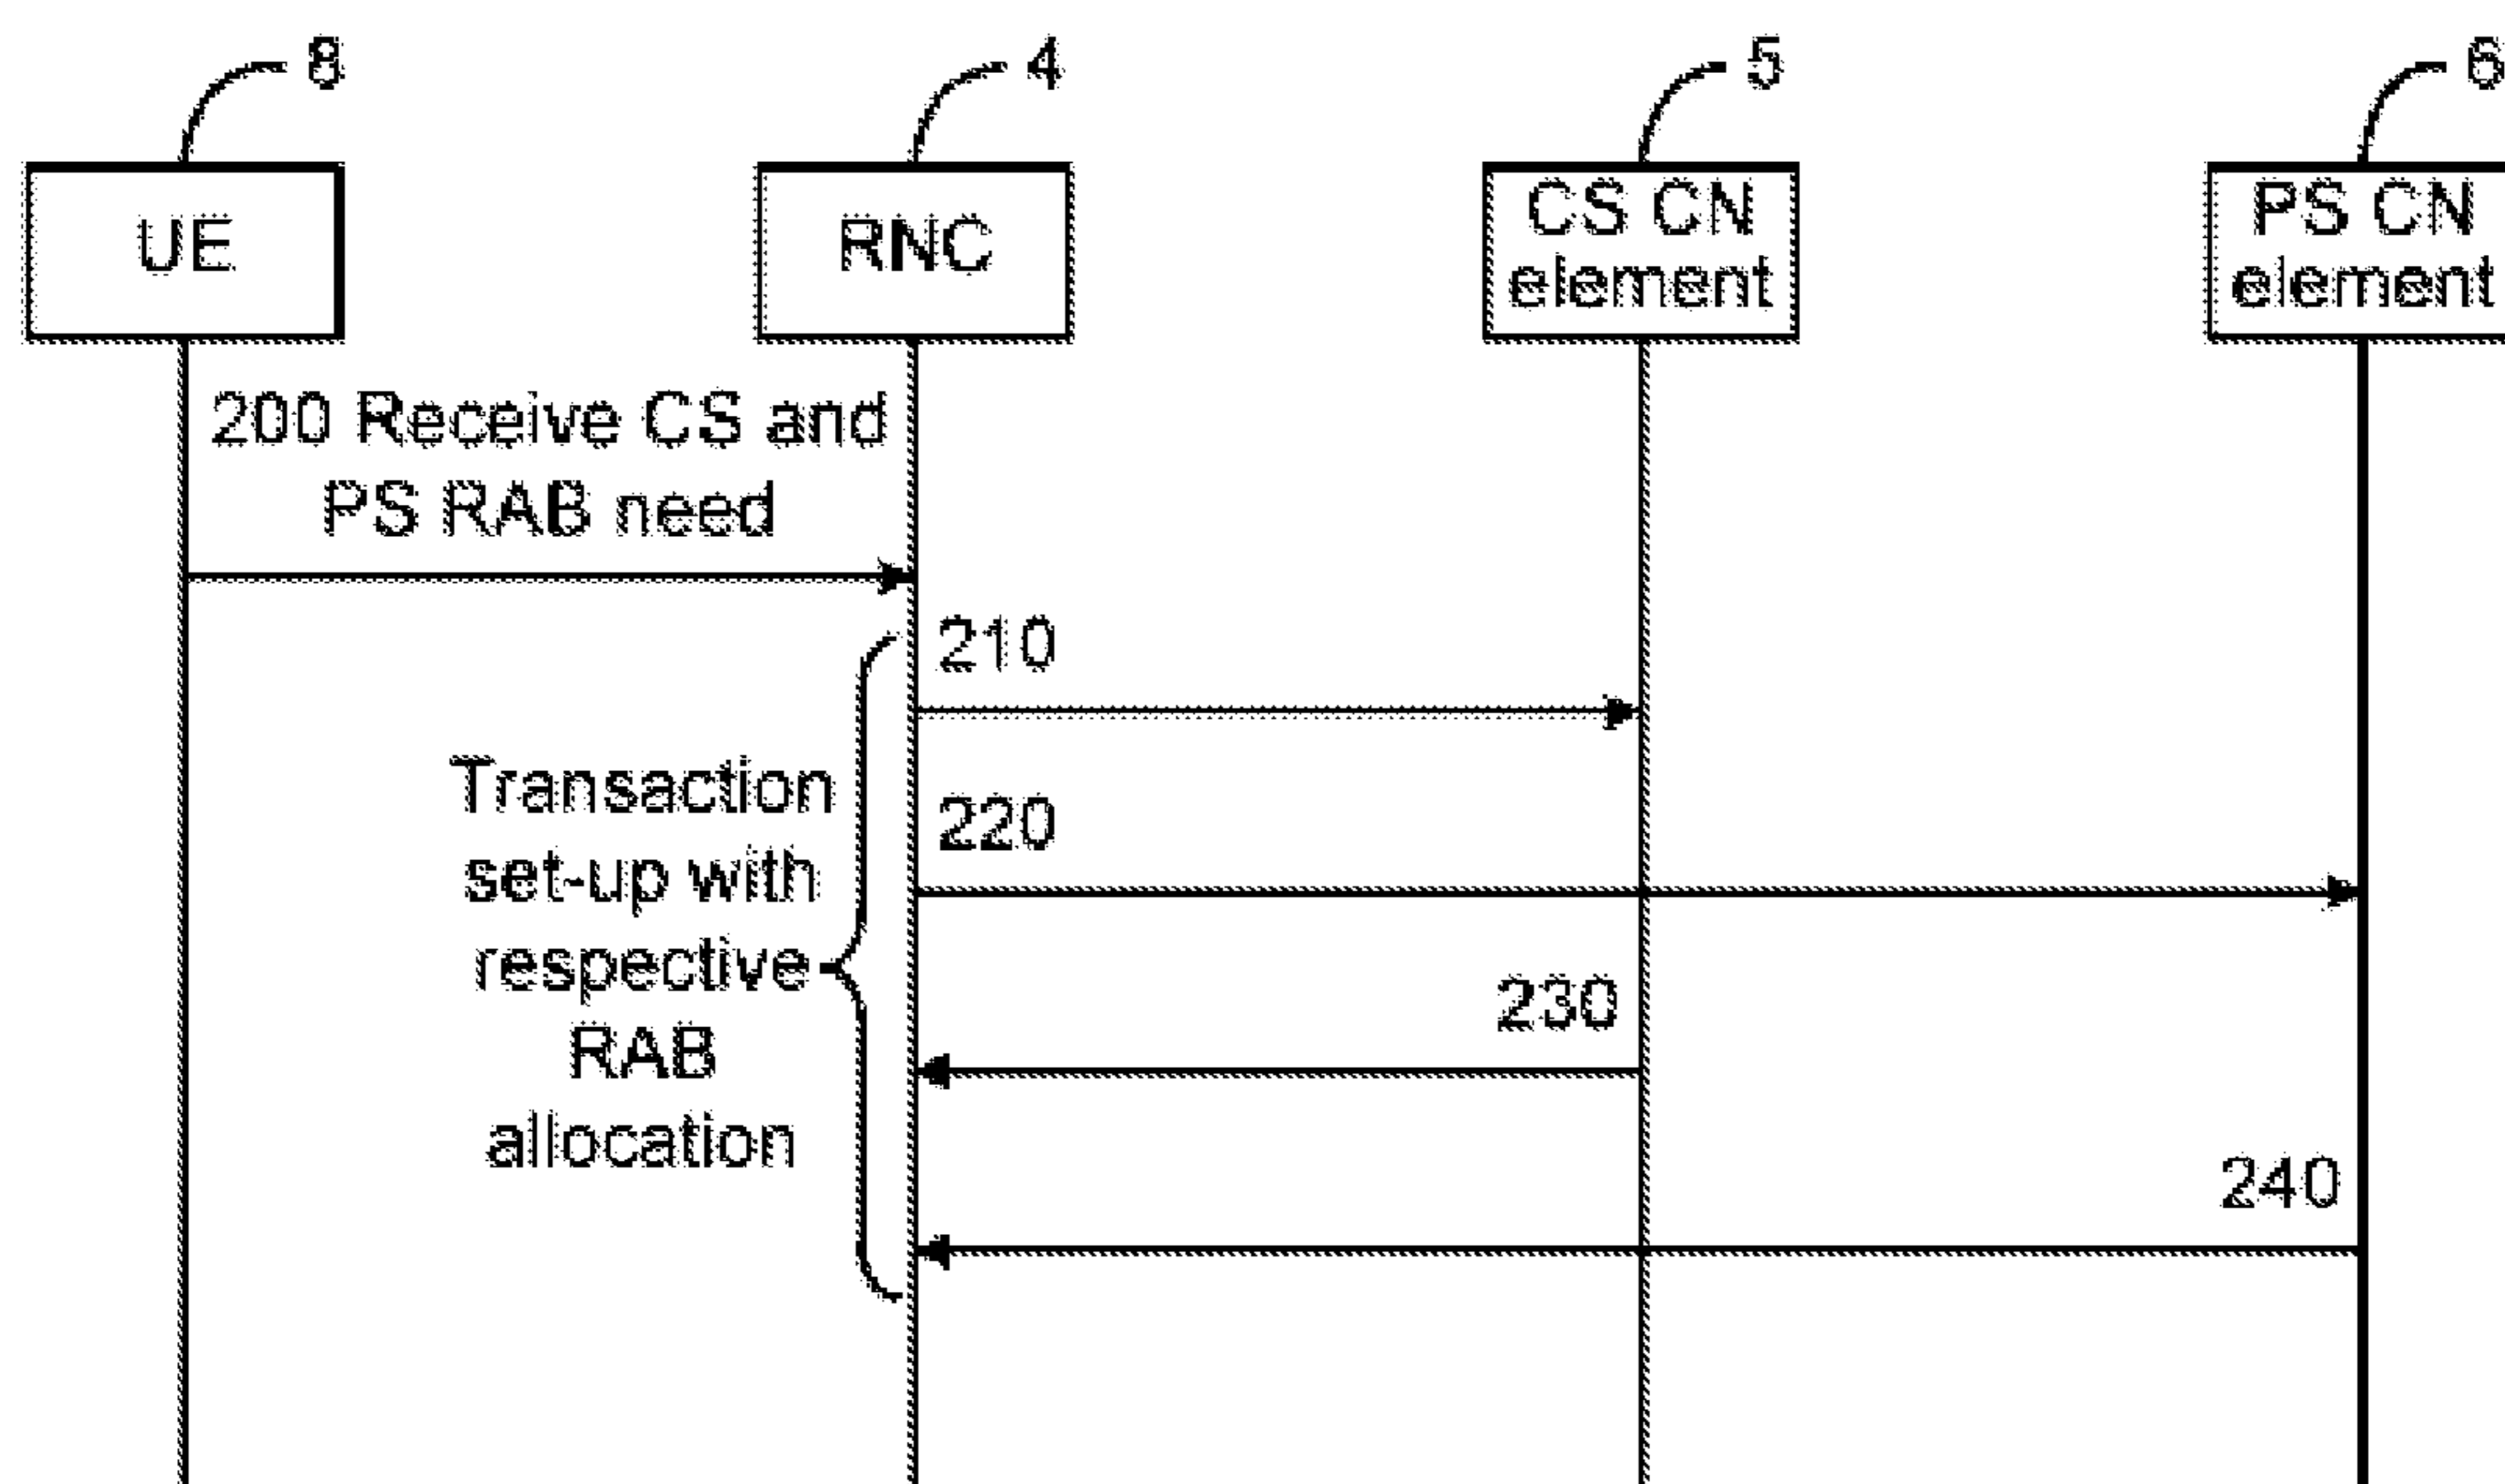 8
4
5
6
UE
RNC
CS CN
element
PS CN
element
200 Receive CS and
PS RAB need
210
Transaction
set-up with
respective
RAB
allocation
220
230
240